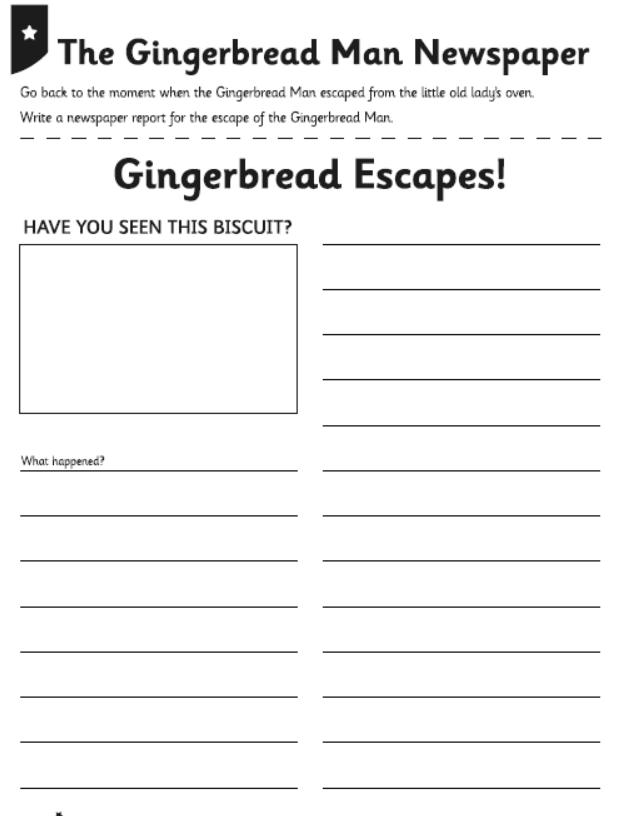 The Gingerbread Man Newspaper
Go back to the moment when the Gingerbread Man escaped from the little old lady's oven.
Write a newspaper report for the escape of the Gingerbread Man.
Gingerbread Escapes!
HAVE YOU SEEN THIS BISCUIT?
What happened?